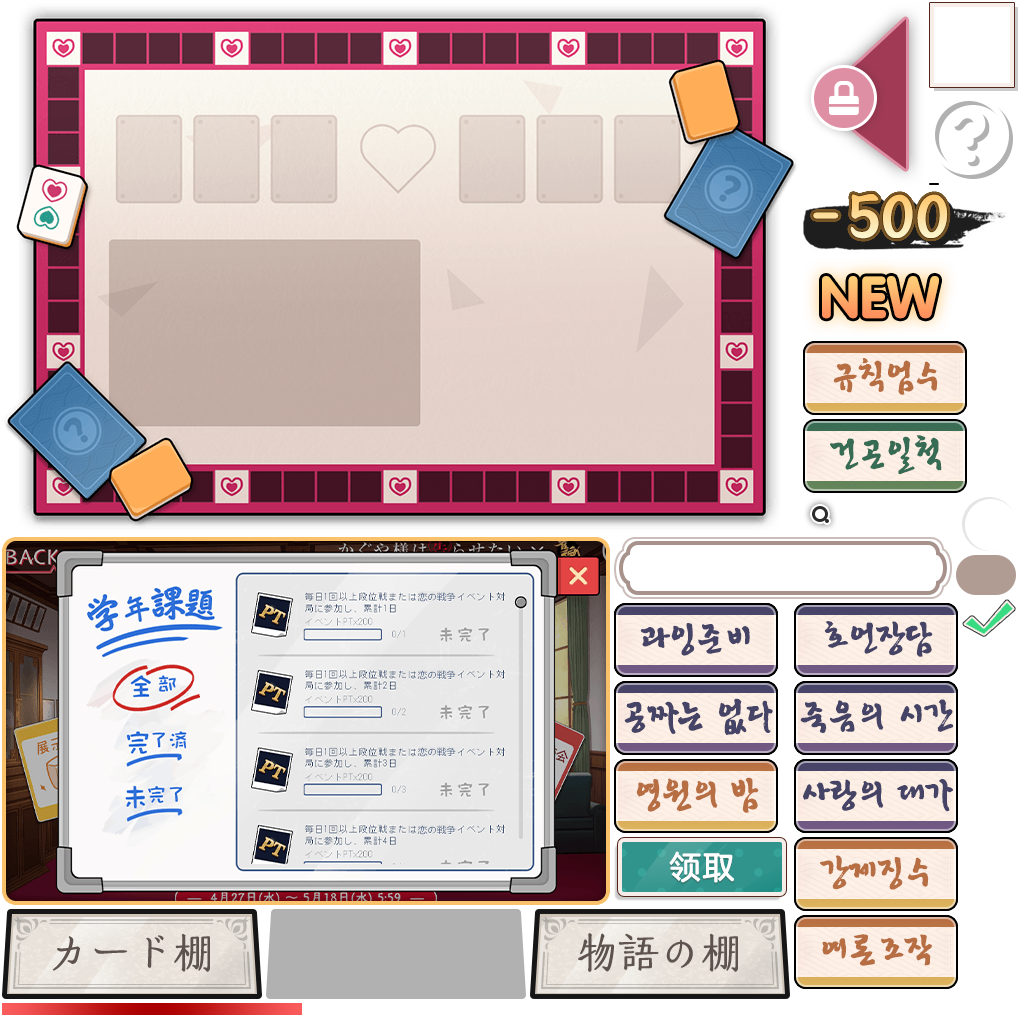 -500
NEW
규칙엄수
건곤일척
BACK
学年課題
全部
完了済
未完了
毎日1回以上段位戦または恋の戦争イベント対
局に参加し、累計1日
イベントPTx200
0/1
未完了
PT
毎日1回以上段位戦または恋の戦争イベント対
局に参加し、累計2日
イベントPTx200
0/2
未完了
PT
毎日1回以上段位戦または恋の戦争イベント対
局に参加し、累計3日
イベントPTx200
0/3
未完了
PT
毎日1回以上段位戦または恋の戦争イベント対
局に参加し、累計4日
イベントPTx200
PT
展示
4月27日(水) ～ 5月18日(水) 5:59
과잉준비
호언장담
공짜는 없다
죽음의 시간
영원의 밤
사랑의 대가
领取
강제징수
여론조작
カード棚
物語の棚